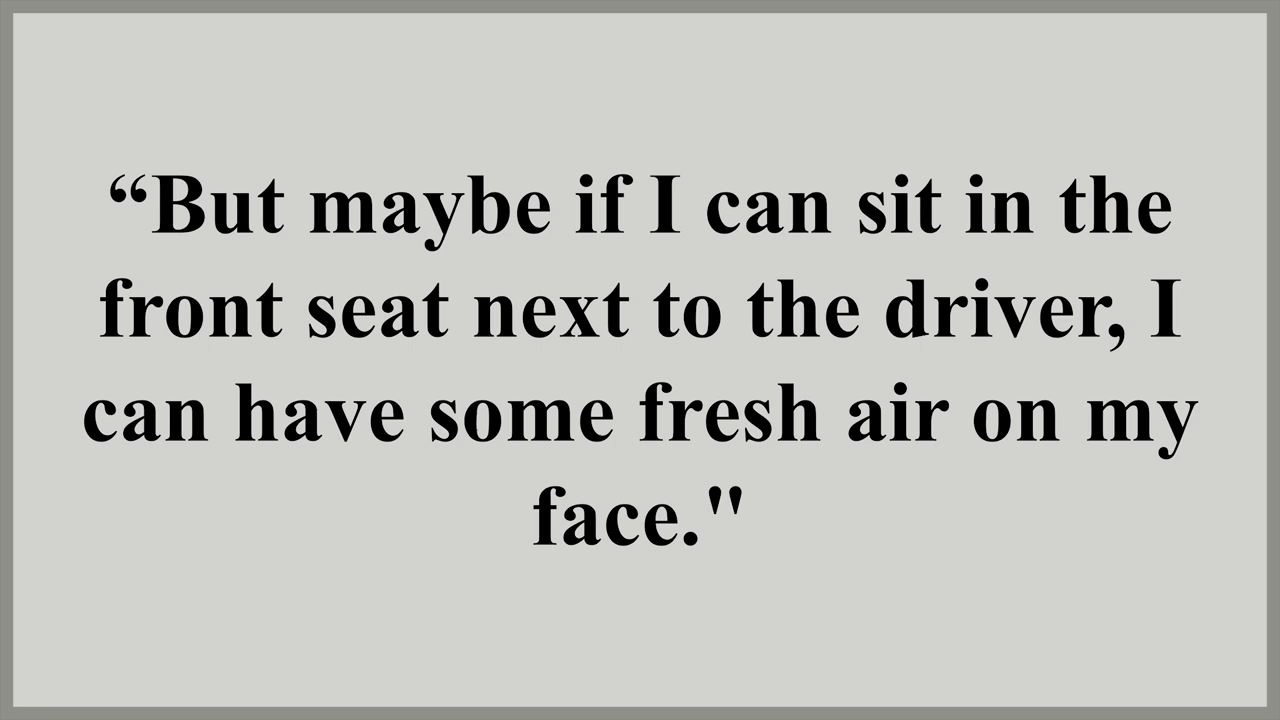 “But maybe if I can sit in the
front seat next to the driver, I
can have some fresh air on my
face."